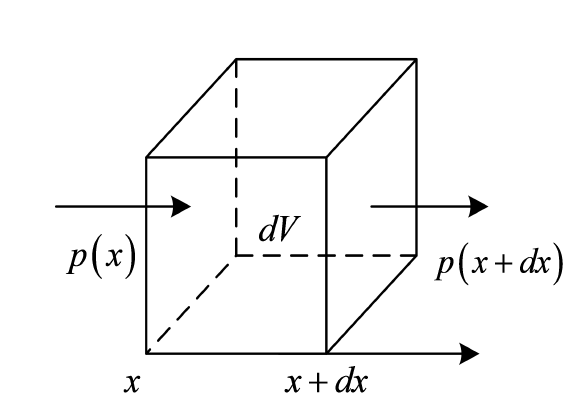 dV
p(x)
p(x + dx)
x
x + dx